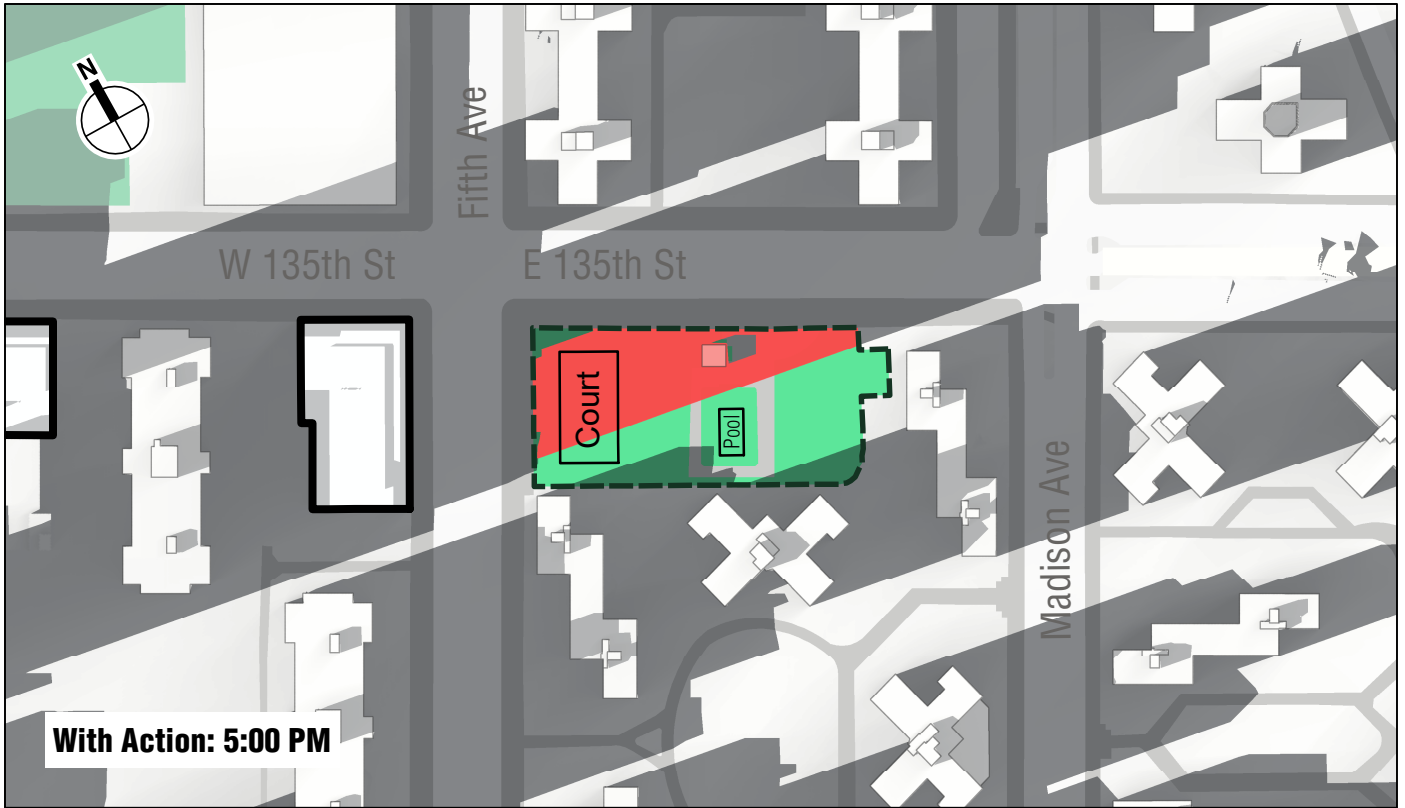 N
Fifth Ave
W 135th St
E 135th St
Court
Pool
Madison Ave
With Action: 5:00 PM